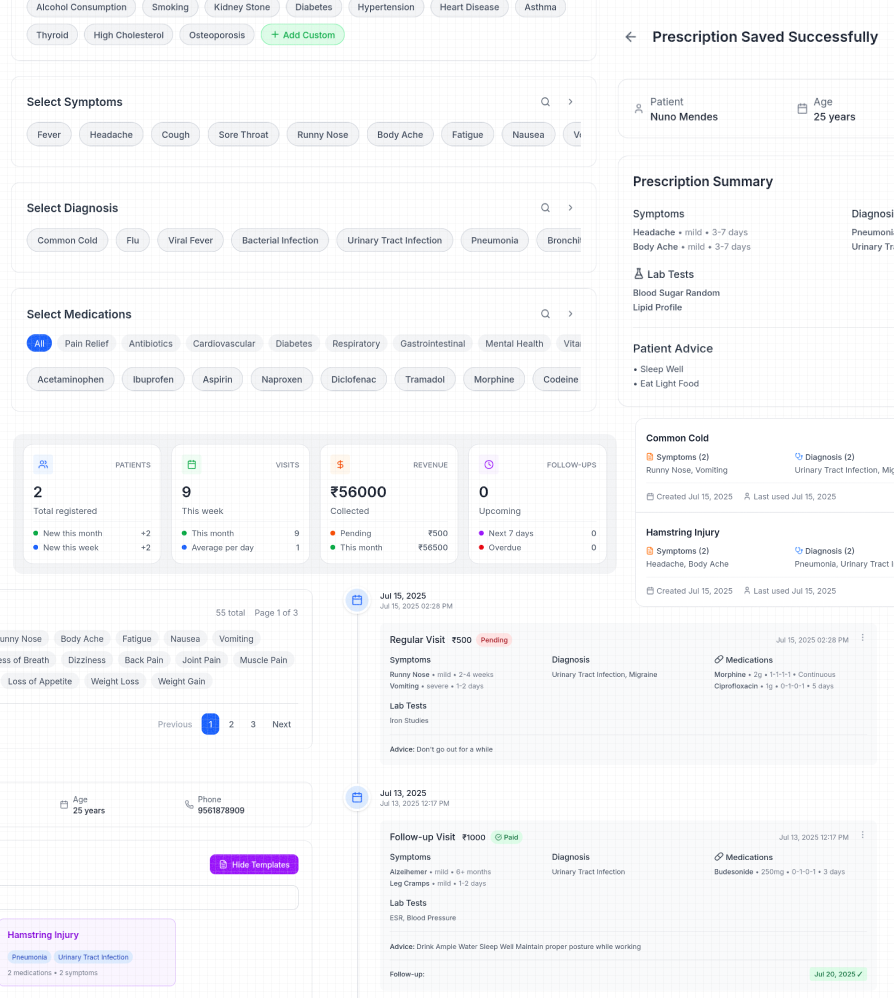 Alcohol Consumption Smoking Kidney Stone Diabetes Hypertension Heart Disease Asthma
Thyroid High Cholesterol Osteoporosis + Add Custom
Select Symptoms
Fever Headache Cough Sore Throat Runny Nose Body Ache Fatigue Nausea
Select Diagnosis
Common Cold Flu Viral Fever Bacterial Infection Urinary Tract Infection Pneumonia Bronchit
Select Medications
All Pain Relief Antibiotics Cardiovascular Diabetes Respiratory Gastrointestinal Mental Health Vitar
Acetaminophen Ibuprofen Aspirin Naproxen Diclofenac Tramadol Morphine Codeine
Prescription Saved Successfully
Patient
Nuno Mendes
Age
25 years
Prescription Summary
Symptoms
Headache • mild • 3-7 days
Body Ache • mild • 3-7 days
Diagnosi
Pneumonia
Urinary Tr
Lab Tests
Blood Sugar Random
Lipid Profile
Patient Advice
• Sleep Well
• Eat Light Food
PATIENTS
2
Total registered
New this month +2
New this week +2
VISITS
9
This week
This month 9
Average per day 1
REVENUE
₹56000
Collected
Pending ₹500
This month ₹56500
FOLLOW-UPS
0
Upcoming
Next 7 days 0
Overdue 0
Common Cold
Symptoms (2)
Runny Nose, Vomiting
Diagnosis (2)
Urinary Tract Infection, Mig
Created Jul 15, 2025 Last used Jul 15, 2025
Hamstring Injury
Symptoms (2)
Headache, Body Ache
Diagnosis (2)
Pneumonia, Urinary Tract I
Created Jul 15, 2025 Last used Jul 15, 2025
55 total Page 1 of 3
unny Nose Body Ache Fatigue Nausea Vomiting
ess of Breath Dizziness Back Pain Joint Pain Muscle Pain
Loss of Appetite Weight Loss Weight Gain
Previous 1 2 3 Next
Age
25 years
Phone
9561878909
Hide Templates
Hamstring Injury
Pneumonia Urinary Tract Infection
2 medications • 2 symptoms
Jul 15, 2025
Jul 15, 2025 02:28 PM
Regular Visit ₹500 Pending Jul 15, 2025 02:28 PM
Symptoms
Runny Nose • mild • 2-4 weeks
Vomiting • severe • 1-2 days
Diagnosis
Urinary Tract Infection, Migraine
Medications
Morphine • 2g • 1-1-1-1 • Continuous
Ciprofloxacin • 1g • 0-1-0-1 • 5 days
Lab Tests
Iron Studies
Advice: Don't go out for a while
Jul 13, 2025
Jul 13, 2025 12:17 PM
Follow-up Visit ₹1000 Paid Jul 13, 2025 12:17 PM
Symptoms
Alzeihemer • mild • 6+ months
Leg Cramps • mild • 1-2 days
Diagnosis
Urinary Tract Infection
Medications
Budesonide • 250mg • 0-1-0-1 • 3 days
Lab Tests
ESR, Blood Pressure
Advice: Drink Ample Water Sleep Well Maintain proper posture while working
Follow-up: Jul 20, 2025 ✓